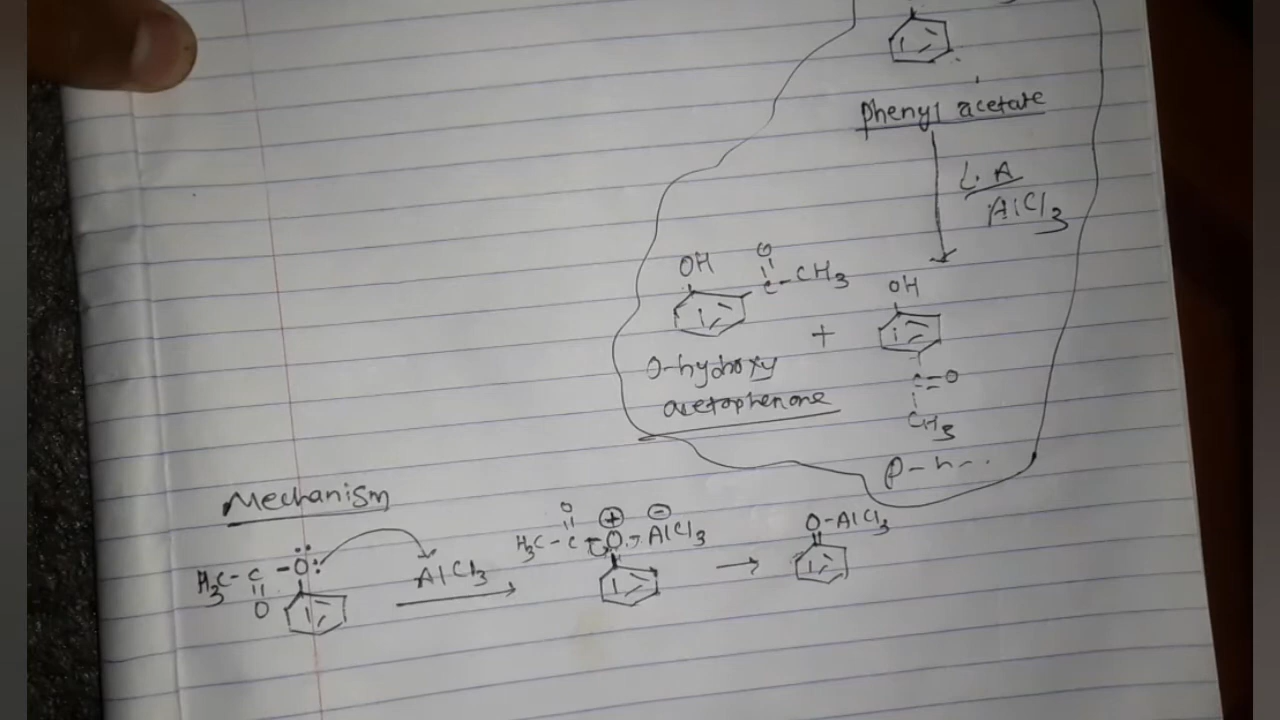 phenyl acetate
L.A
AlCl3
OH
O
C-CH3
+
OH
C=O
CH3
O-hydroxy
acetophenone
p-h-..
Mechanism
H3C-C-O:
O
AlCl3
O
H3C-C-O-AlCl3
+
-
O-AlCl3